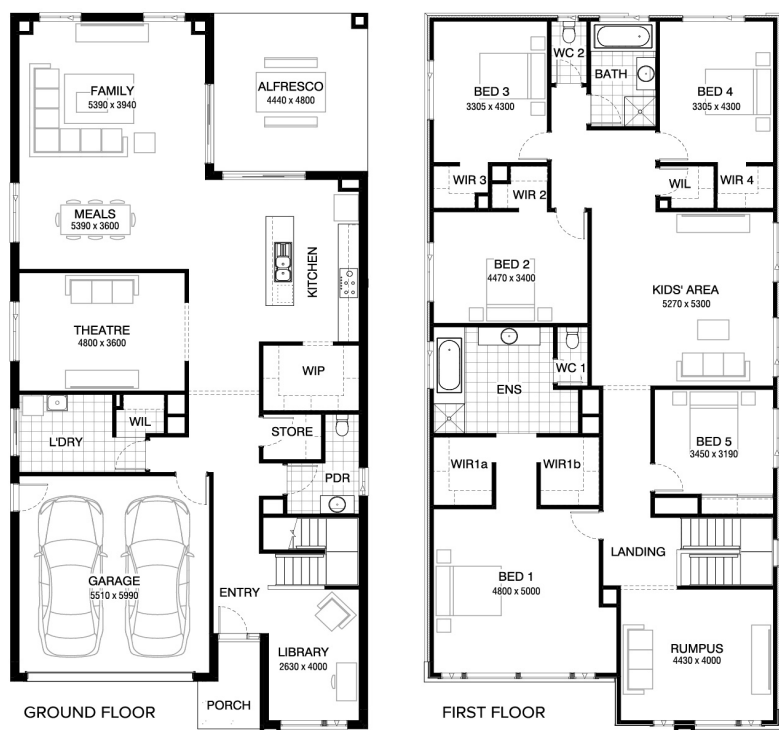 FAMILY
5390 x 3940
ALFRESCO
4440 x 4800
MEALS
5390 x 3600
KITCHEN
THEATRE
4800 x 3600
WIP
WIL
L'DRY
STORE
PDR
GARAGE
5510 x 5990
ENTRY
LIBRARY
2630 x 4000
PORCH
GROUND FLOOR
WC 2
BED 3
3305 x 4300
BATH
BED 4
3305 x 4300
WIR 3
WIR 2
WIL
WIR 4
BED 2
4470 x 3400
KIDS' AREA
5270 x 5300
ENS
WC 1
BED 5
3450 x 3190
WIR1a
WIR1b
LANDING
BED 1
4800 x 5000
RUMPUS
4430 x 4000
FIRST FLOOR